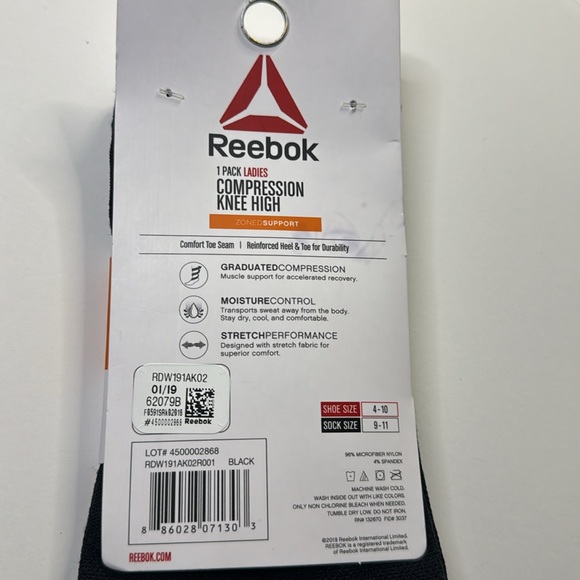 Reebok
1 PACK LADIES
COMPRESSION
KNEE HIGH
ZONEDSUPPORT
Comfort Toe Seam | Reinforced Heel & Toe for Durability
GRADUATEDCOMPRESSION
Muscle support for accelerated recovery.
MOISTURECONTROL
Transports sweat away from the body.
Stay dry, cool, and comfortable.
STRETCHPERFORMANCE
Designed with stretch fabric for
superior comfort.
RDW191AK02
01/19
62079B
#4500002868 Reebok
SHOE SIZE 4-10
SOCK SIZE 9-11
LOT# 4500002868
RDW191AK02R001 BLACK
8 86028 07130 3
96% MICROFIBER NYLON
4% SPANDEX
MACHINE WASH COLD.
WASH INSIDE OUT WITH LIKE COLORS.
ONLY NON CHLORINE BLEACH WHEN NEEDED.
TUMBLE DRY LOW. DO NOT IRON.
RN# 132670 FID# 3037
REEBOK.COM
©2018 Reebok International Limited.
REEBOK is a registered trademark
of Reebok International Limited.